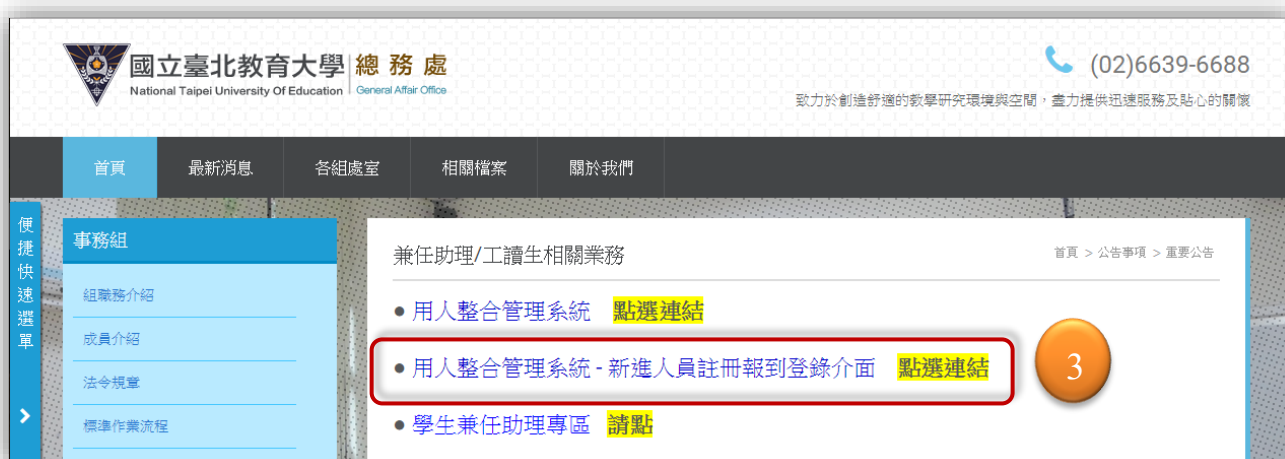 國立臺北教育大學 總務處
National Taipei University Of Education General Affair Office
(02)6639-6688
致力於創造舒適的教學研究環境與空間，盡力提供迅速服務及貼心的關懷
首頁 最新消息 各組處室 相關檔案 關於我們
便捷快速選單
事務組
組職務介紹
成員介紹
法令規章
標準作業流程
兼任助理/工讀生相關業務
首頁 > 公告事項 > 重要公告
● 用人整合管理系統 點選連結
● 用人整合管理系統 - 新進人員註冊報到登錄介面 點選連結
3
● 學生兼任助理專區 請點